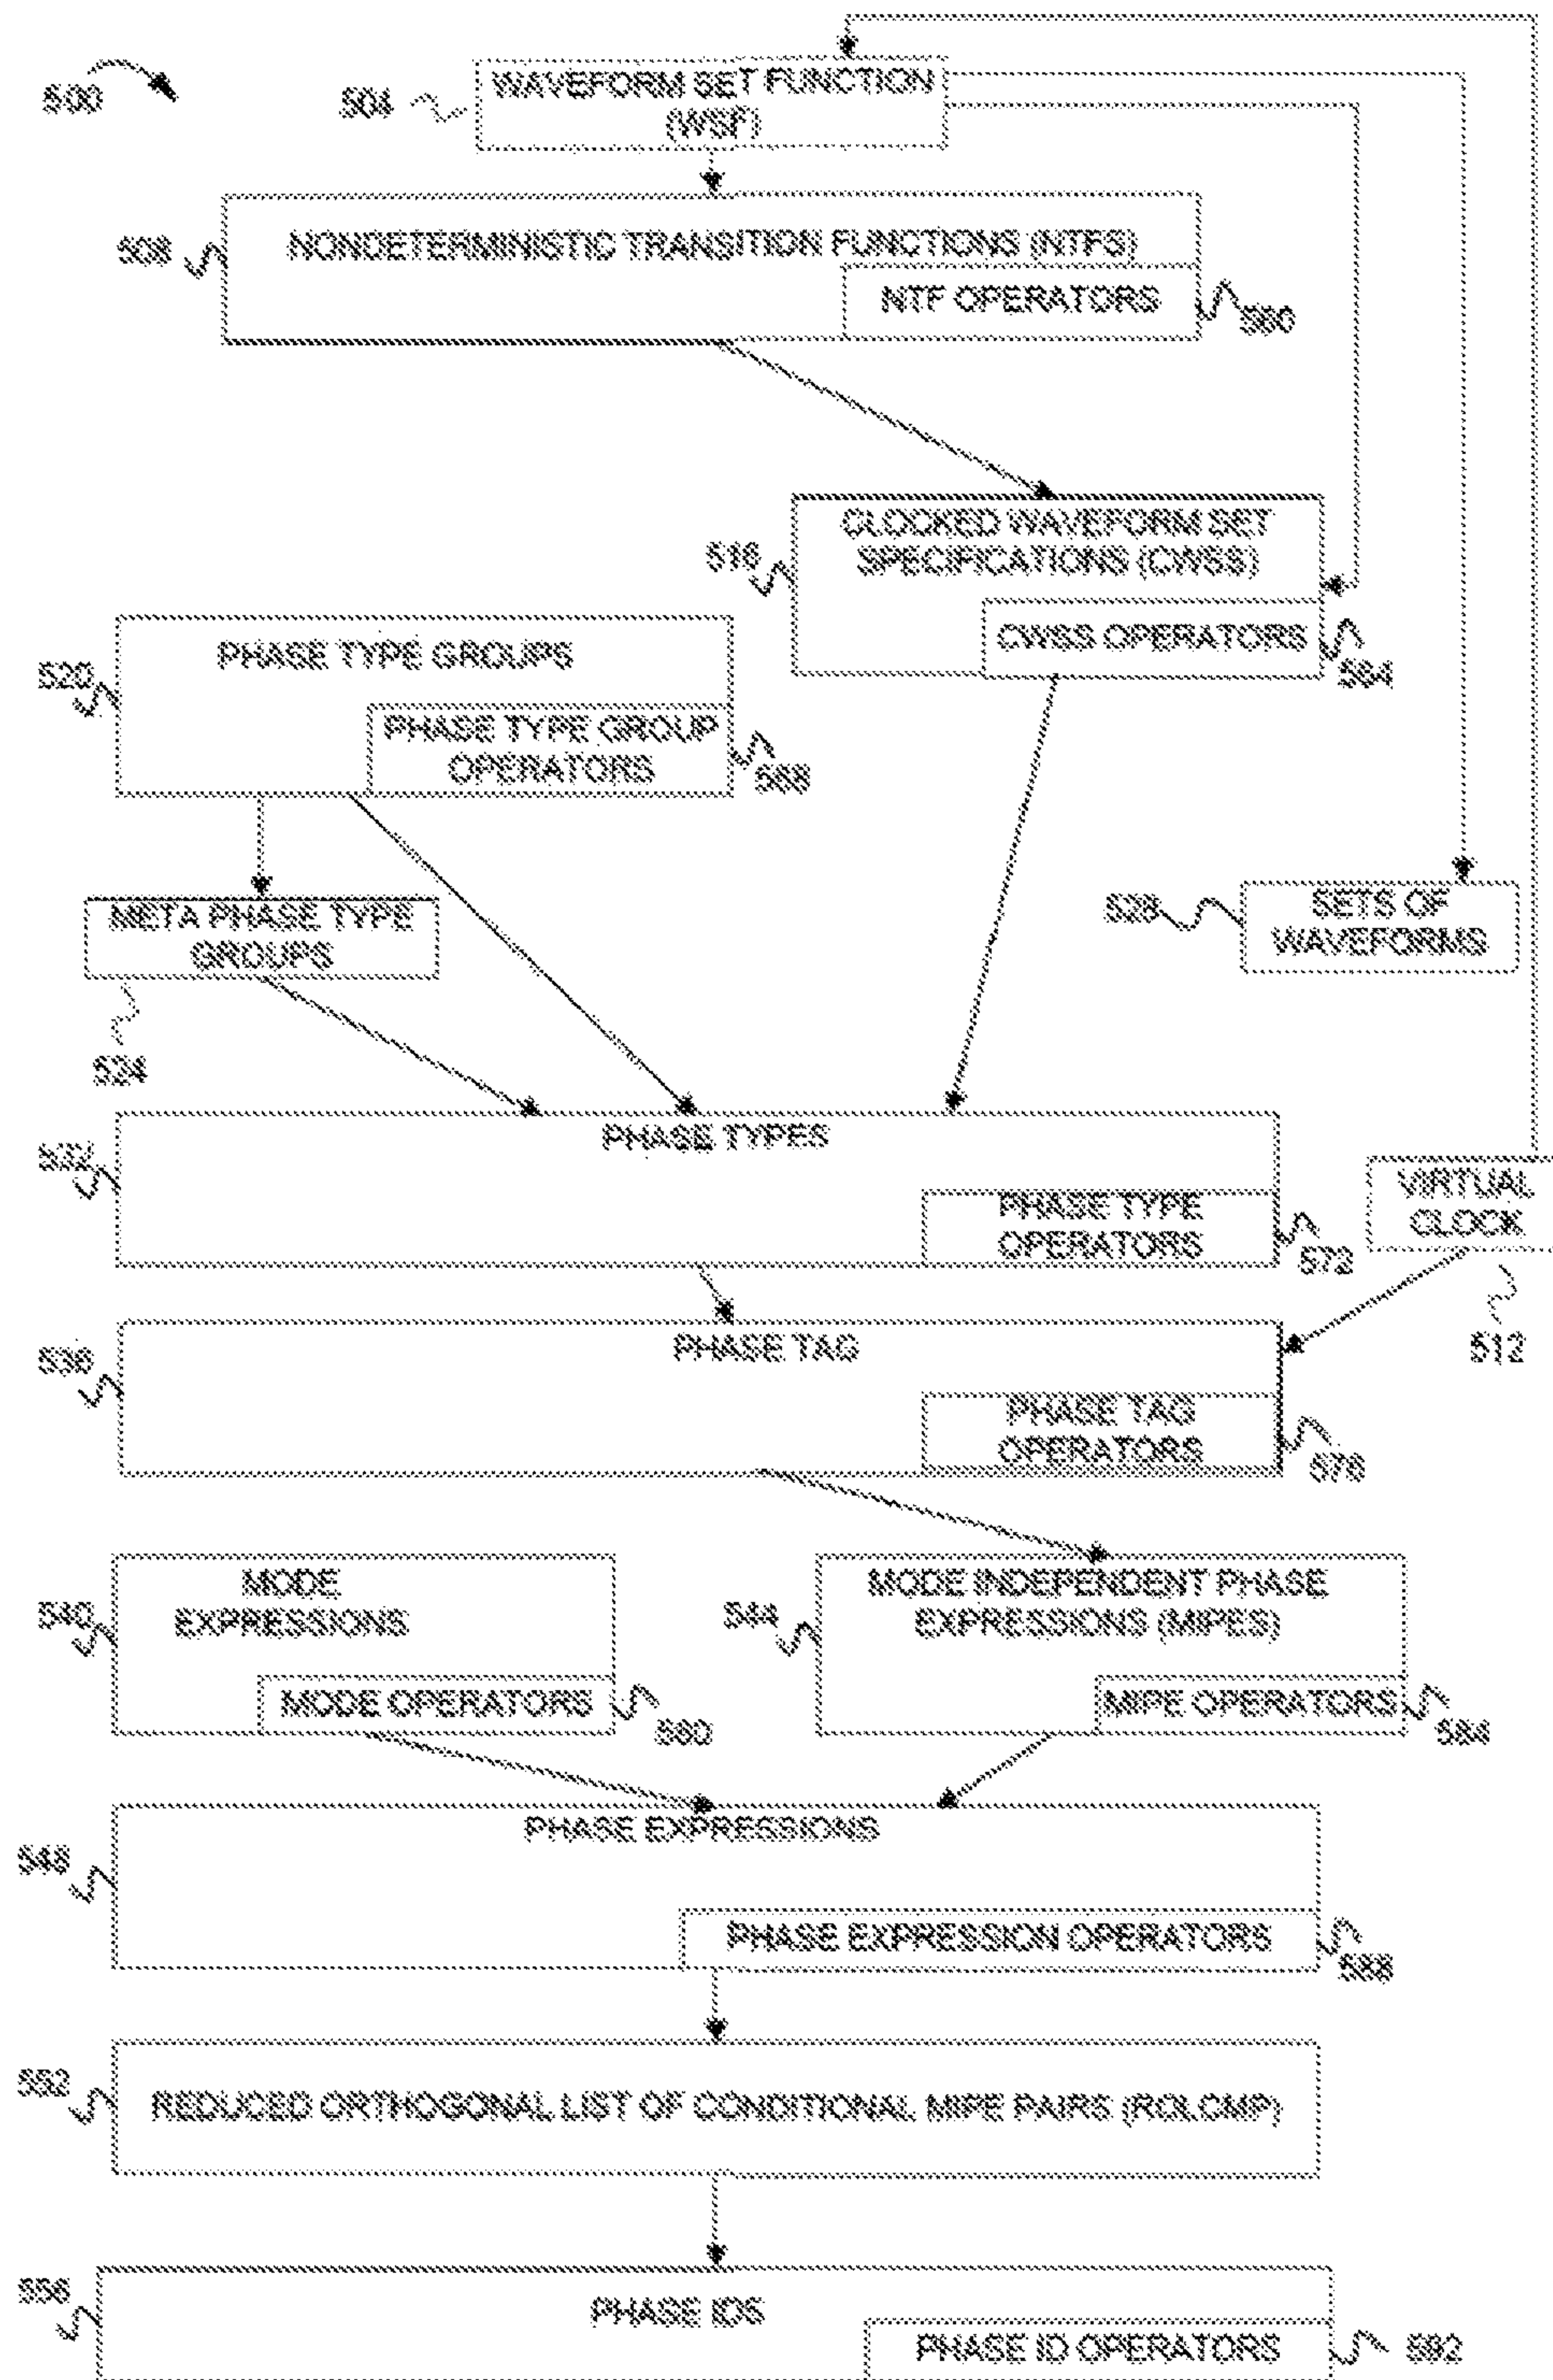 500
504
WAVEFORM SET FUNCTION
(WSF)
508
NONDETERMINISTIC TRANSITION FUNCTIONS (NTFS)
NTF OPERATORS
560
516
CLOCKED WAVEFORM SET
SPECIFICATIONS (CWSS)
CWSS OPERATORS
564
520
PHASE TYPE GROUPS
PHASE TYPE GROUP
OPERATORS
568
META PHASE TYPE
GROUPS
524
528
SETS OF
WAVEFORMS
532
PHASE TYPES
PHASE TYPE
OPERATORS
572
VIRTUAL
CLOCK
512
536
PHASE TAG
PHASE TAG
OPERATORS
576
540
MODE
EXPRESSIONS
MODE OPERATORS
580
544
MODE INDEPENDENT PHASE
EXPRESSIONS (MIPES)
MIPE OPERATORS
584
548
PHASE EXPRESSIONS
PHASE EXPRESSION OPERATORS
588
552
REDUCED ORTHOGONAL LIST OF CONDITIONAL MIPE PAIRS (ROLCMP)
556
PHASE IDS
PHASE ID OPERATORS
592